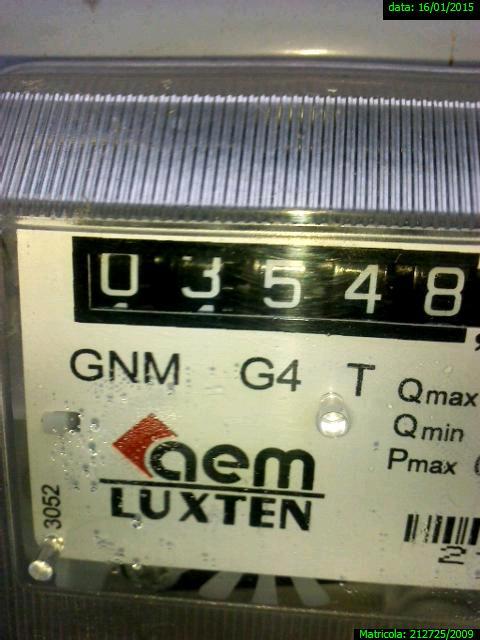 data: 16/01/2015
03548
GNM G4 T
Qmax
Qmin
Pmax
aem
LUXTEN
3052
Matricola: 212725/2009